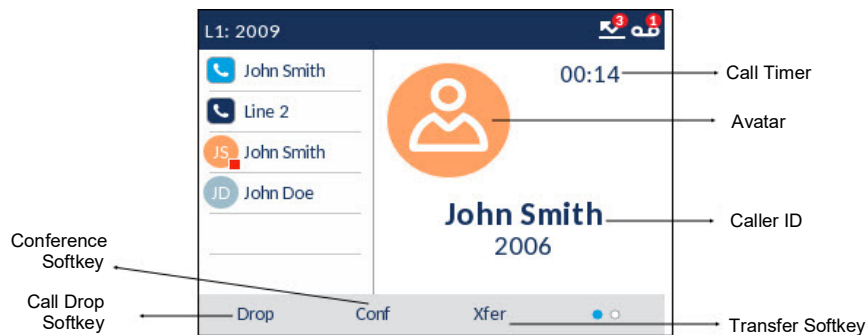 L1: 2009
3
1
John Smith
00:14
Call Timer
Line 2
Avatar
JS John Smith
JD John Doe
John Smith
Caller ID
2006
Conference
Softkey
Call Drop
Softkey
Drop
Conf
Xfer
Transfer Softkey